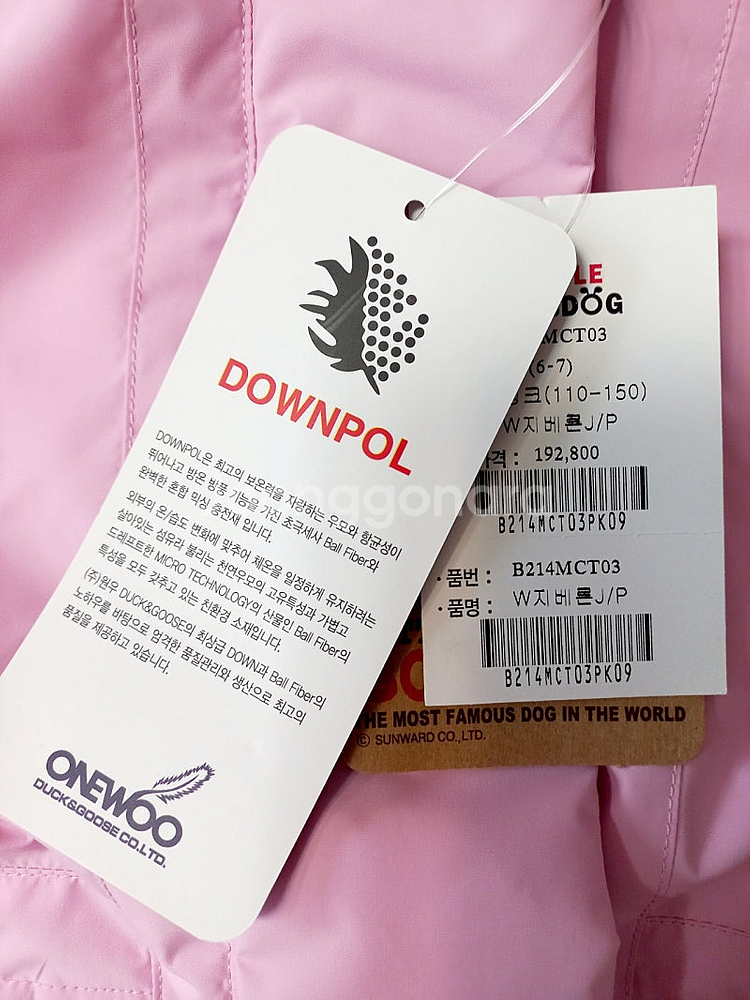 DOWNPOL
DOWNPOL은 최고의 보온력을 자랑하는 우모와 항균성이
뛰어나고 방온 방풍 기능을 가진 초극세사 Ball Fiber와
완벽한 혼합 믹싱 충전재 입니다.
외부의 온/습도 변화에 맞추어 체온을 일정하게 유지하려는
살아있는 섬유라 불리는 천연우모의 고유특성과 가볍고
드레프트한 MICRO TECHNOLOGY의 산물인 Ball Fiber의
특성을 모두 갖추고 있는 친환경 소재입니다.
(주)원우 DUCK&GOOSE의 최상급 DOWN과 Ball Fiber의
노하우를 바탕으로 엄격한 품질관리와 생산으로 최고의
품질을 제공하고 있습니다.
ONEWOO
DUCK&GOOSE CO.LTD.
LE
DOG
MCT03
(6-7)
크(110-150)
W지베른J/P
격 : 192,800
B214MCT03PK09
·품번 : B214MCT03
·품명 : W지베른J/P
B214MCT03PK09
THE MOST FAMOUS DOG IN THE WORLD
© SUNWARD CO.,LTD.